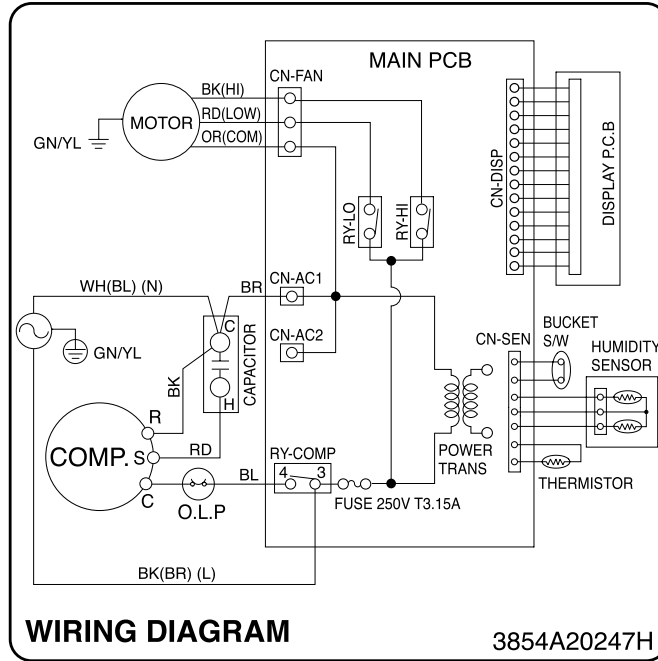 MAIN PCB
CN-FAN
BK(HI)
RD(LOW)
OR(COM)
MOTOR
GN/YL
CN-DISP
DISPLAY P.C.B
RY-LO
RY-HI
WH(BL) (N)
BR
CN-AC1
CN-AC2
C
CAPACITOR
H
GN/YL
BK
CN-SEN
BUCKET
S/W
HUMIDITY
SENSOR
R
COMP.
S
RD
C
O.L.P
BL
RY-COMP
4
3
POWER
TRANS
FUSE 250V T3.15A
THERMISTOR
BK(BR) (L)
WIRING DIAGRAM
3854A20247H